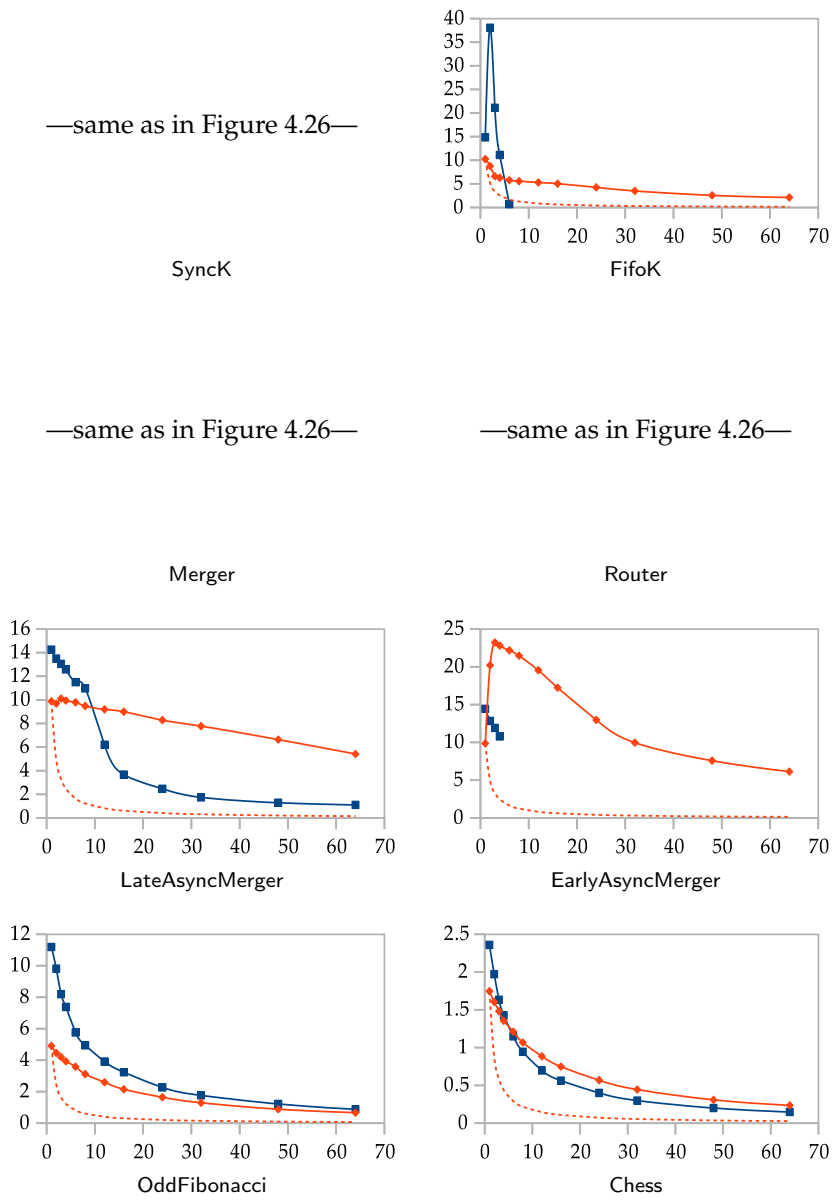 —same as in Figure 4.26—
SyncK
40
35
30
25
20
15
10
5
0
0 10 20 30 40 50 60 70
FifoK
—same as in Figure 4.26—
Merger
—same as in Figure 4.26—
Router
16
14
12
10
8
6
4
2
0
0 10 20 30 40 50 60 70
LateAsyncMerger
25
20
15
10
5
0
0 10 20 30 40 50 60 70
EarlyAsyncMerger
12
10
8
6
4
2
0
0 10 20 30 40 50 60 70
OddFibonacci
2.5
2
1.5
1
0.5
0
0 10 20 30 40 50 60 70
Chess